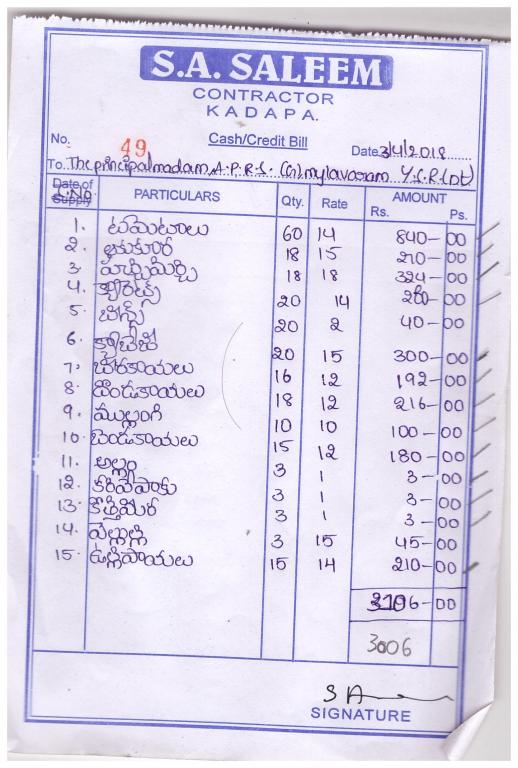 S.A. SALEEM
CONTRACTOR
KADAPA.
Cash/Credit Bill
No. 49 Date 3/4/2018
To The principal madam, A.P.R.S. (G) mylavaram Y.S.R (Dt)
Date of Supply S.No PARTICULARS Qty. Rate AMOUNT Rs. Ps.
1. టమోటాలు 60 14 840-00
2. ఆకుకూర 18 15 270-00
3. పచ్చిమిర్చి 18 18 324-00
4. క్యారెట్స్ 20 14 280-00
5. బీన్స్ 20 2 40-00
6. క్యాబేజి 20 15 300-00
7. బీరకాయలు 16 12 192-00
8. దొండకాయలు 18 12 216-00
9. ముల్లంగి 10 10 100-00
10. బెండకాయలు 15 12 180-00
11. అల్లం 3 1 3-00
12. కరివేపాకు 3 1 3-00
13. కొత్తిమీర 3 1 3-00
14. వెల్లుల్లి 3 15 45-00
15. ఉల్లిపాయలు 15 14 210-00
3106-00
3006
SA
SIGNATURE